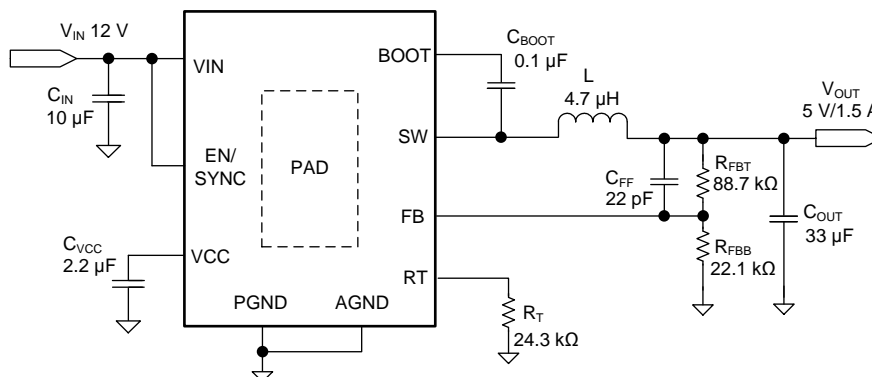 V_IN 12 V
C_IN
10 µF
VIN
EN/
SYNC
C_VCC
2.2 µF
VCC
PGND
AGND
PAD
BOOT
SW
FB
RT
C_BOOT
0.1 µF
L
4.7 µH
V_OUT
5 V/1.5 A
C_FF
22 pF
R_FBT
88.7 kΩ
R_FBB
22.1 kΩ
C_OUT
33 µF
R_T
24.3 kΩ